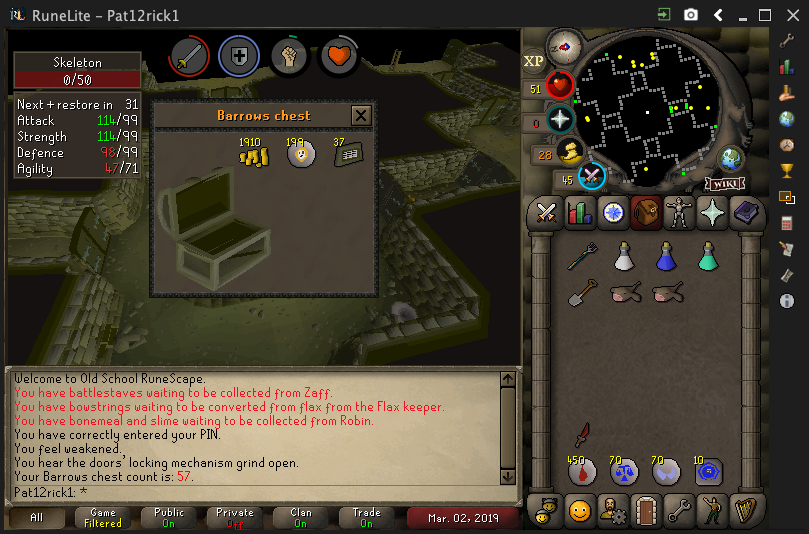 RuneLite - Pat12rick1
Skeleton
0/50
Next + restore in 31
Attack 114/99
Strength 114/99
Defence 98/99
Agility 47/71
Barrows chest
1910 199 37
XP
51
0
28
45
WIKI
Welcome to Old School RuneScape.
You have battlestaves waiting to be collected from Zaff.
You have bowstrings waiting to be converted from flax from the Flax keeper.
You have bonemeal and slime waiting to be collected from Robin.
You have correctly entered your PIN.
You feel weakened.
You hear the doors' locking mechanism grind open.
Your Barrows chest count is: 57.
Pat12rick1: *
450 70 70 10
All
Game
Filtered
Public
On
Private
Off
Clan
On
Trade
On
Mar. 02, 2019